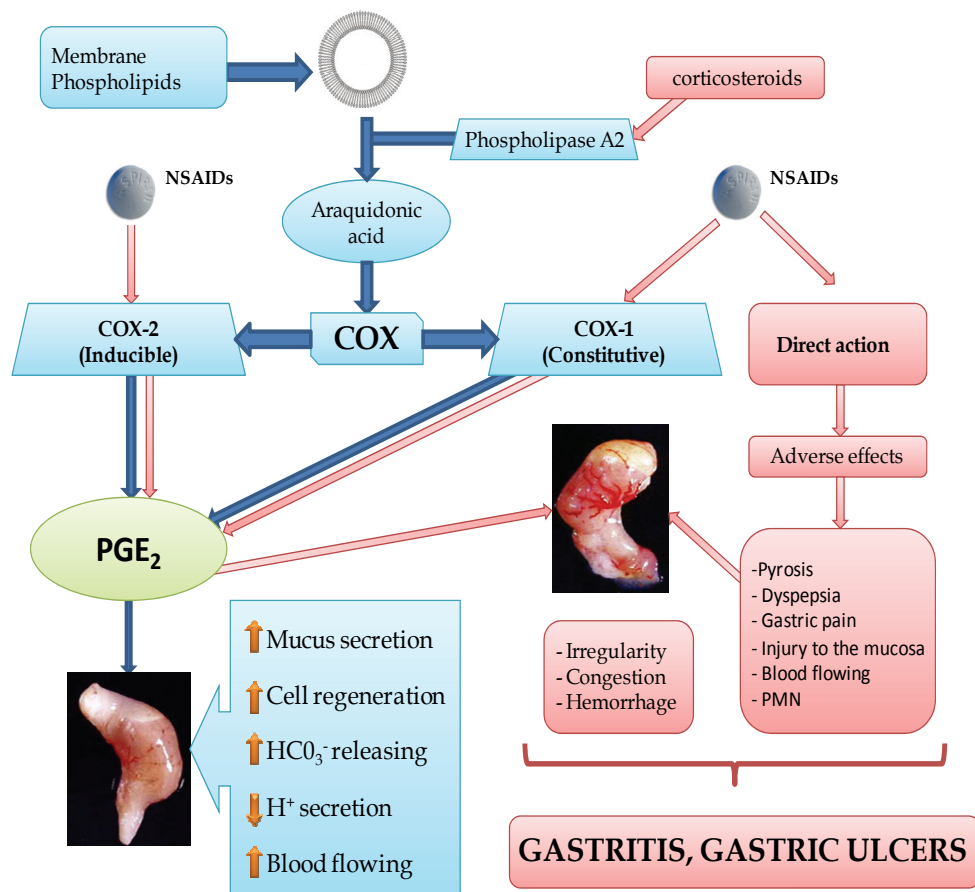 Membrane
Phospholipids
corticosteroids
Phospholipase A2
NSAIDs
NSAIDs
Araquidonic
acid
COX-2
(Inducible)
COX
COX-1
(Constitutive)
Direct action
Adverse effects
PGE₂
-Pyrosis
- Dyspepsia
- Gastric pain
- Injury to the mucosa
- Blood flowing
- PMN
Mucus secretion
Cell regeneration
HC0₃⁻ releasing
H⁺ secretion
Blood flowing
- Irregularity
- Congestion
- Hemorrhage
GASTRITIS, GASTRIC ULCERS